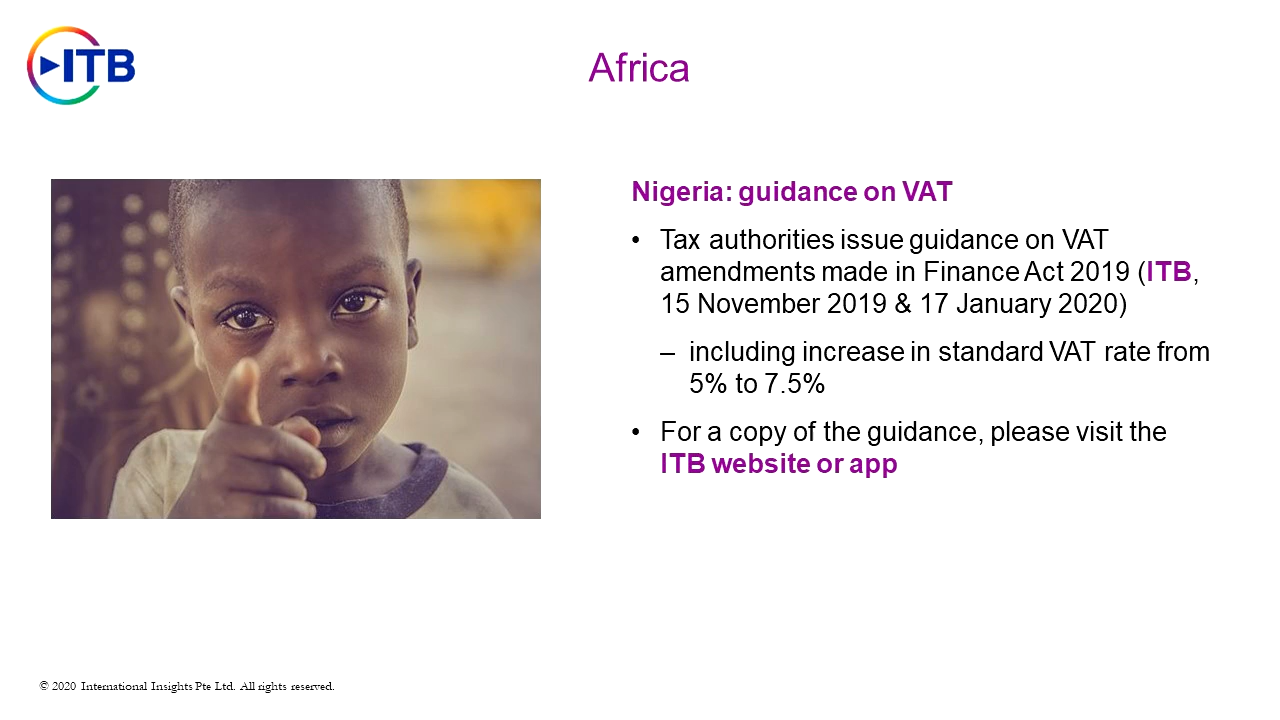 ITB
Africa
Nigeria: guidance on VAT
• Tax authorities issue guidance on VAT
amendments made in Finance Act 2019 (ITB,
15 November 2019 & 17 January 2020)
– including increase in standard VAT rate from
5% to 7.5%
• For a copy of the guidance, please visit the
ITB website or app
© 2020 International Insights Pte Ltd. All rights reserved.